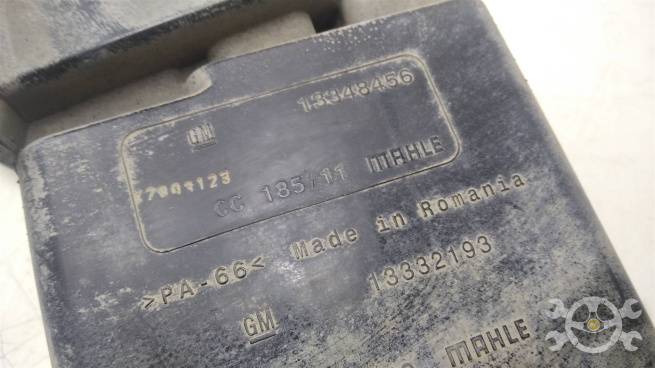 13348456
GM
CC 185/11 MAHLE
>PA-66< Made in Romania
13332193
GM
MAHLE